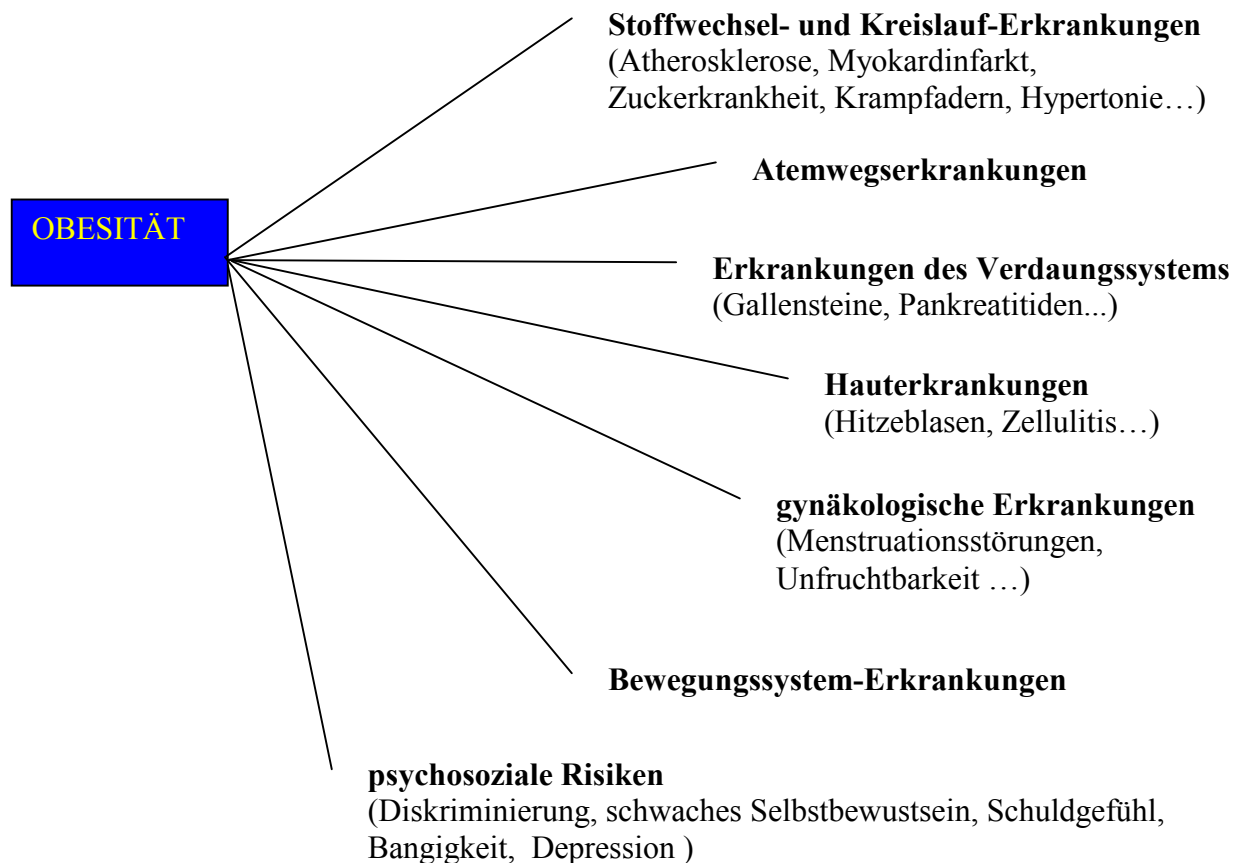 Stoffwechsel- und Kreislauf-Erkrankungen
(Atherosklerose, Myokardinfarkt,
Zuckerkrankheit, Krampfadern, Hypertonie…)
Atemwegserkrankungen
OBESITÄT
Erkrankungen des Verdaungssystems
(Gallensteine, Pankreatitiden...)
Hauterkrankungen
(Hitzeblasen, Zellulitis…)
gynäkologische Erkrankungen
(Menstruationsstörungen,
Unfruchtbarkeit …)
Bewegungssystem-Erkrankungen
psychosoziale Risiken
(Diskriminierung, schwaches Selbstbewustsein, Schuldgefühl,
Bangigkeit, Depression )